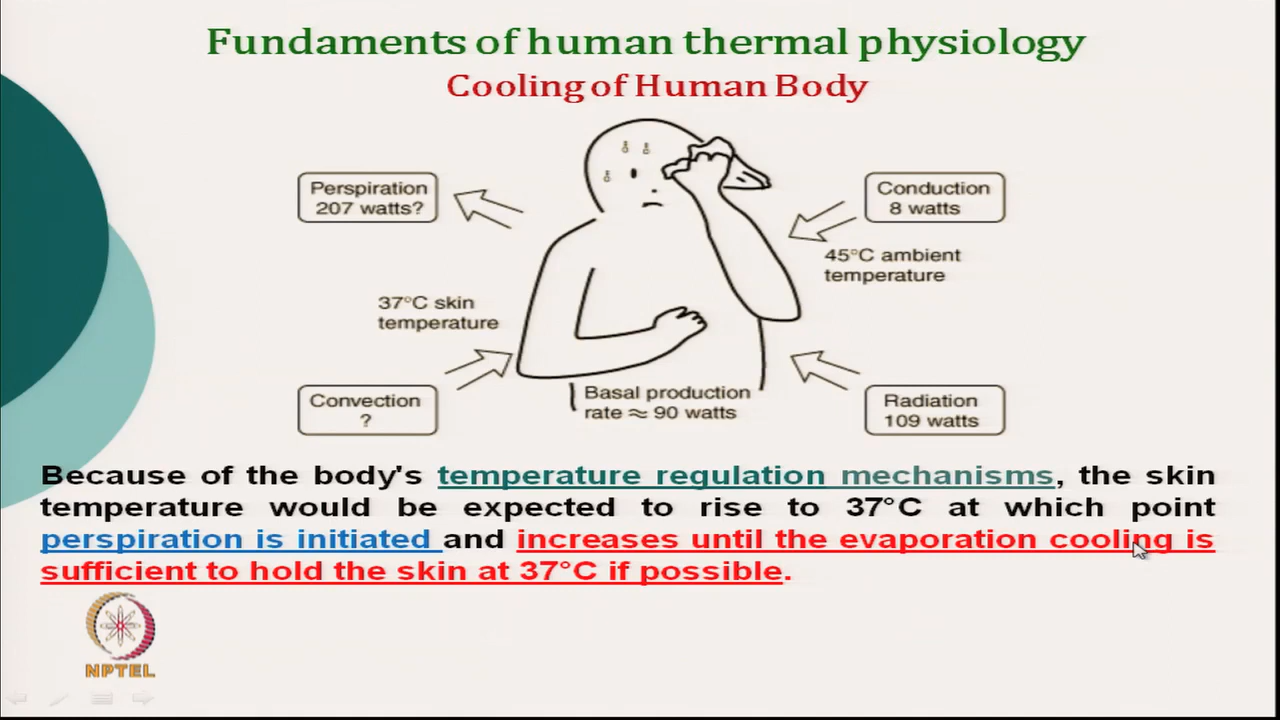 Fundaments of human thermal physiology
Cooling of Human Body
Perspiration
207 watts?
Conduction
8 watts
45°C ambient
temperature
37°C skin
temperature
Convection
?
Basal production
rate ≈ 90 watts
Radiation
109 watts
Because of the body's temperature regulation mechanisms, the skin
temperature would be expected to rise to 37°C at which point
perspiration is initiated and increases until the evaporation cooling is
sufficient to hold the skin at 37°C if possible.
NPTEL